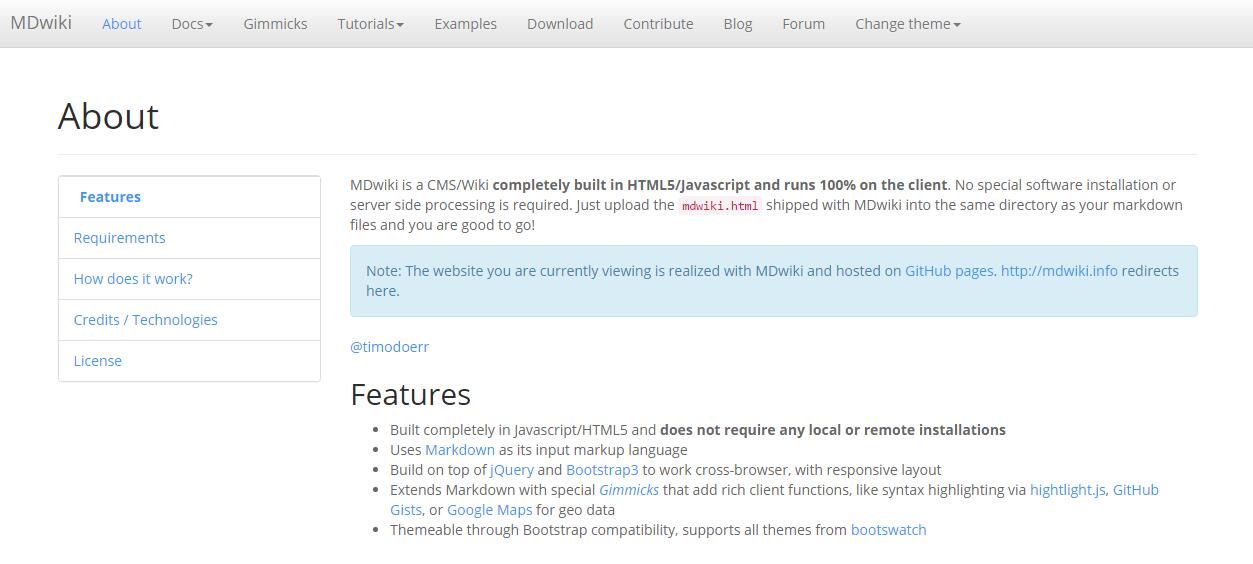 MDwiki About Docs Gimmicks Tutorials Examples Download Contribute Blog Forum Change theme
About
Features
Requirements
How does it work?
Credits / Technologies
License
MDwiki is a CMS/Wiki completely built in HTML5/Javascript and runs 100% on the client. No special software installation or
server side processing is required. Just upload the mdwiki.html shipped with MDwiki into the same directory as your markdown
files and you are good to go!
Note: The website you are currently viewing is realized with MDwiki and hosted on GitHub pages. http://mdwiki.info redirects
here.
@timodoerr
Features
Built completely in Javascript/HTML5 and does not require any local or remote installations
Uses Markdown as its input markup language
Build on top of jQuery and Bootstrap3 to work cross-browser, with responsive layout
Extends Markdown with special Gimmicks that add rich client functions, like syntax highlighting via hightlight.js, GitHub
Gists, or Google Maps for geo data
Themeable through Bootstrap compatibility, supports all themes from bootswatch